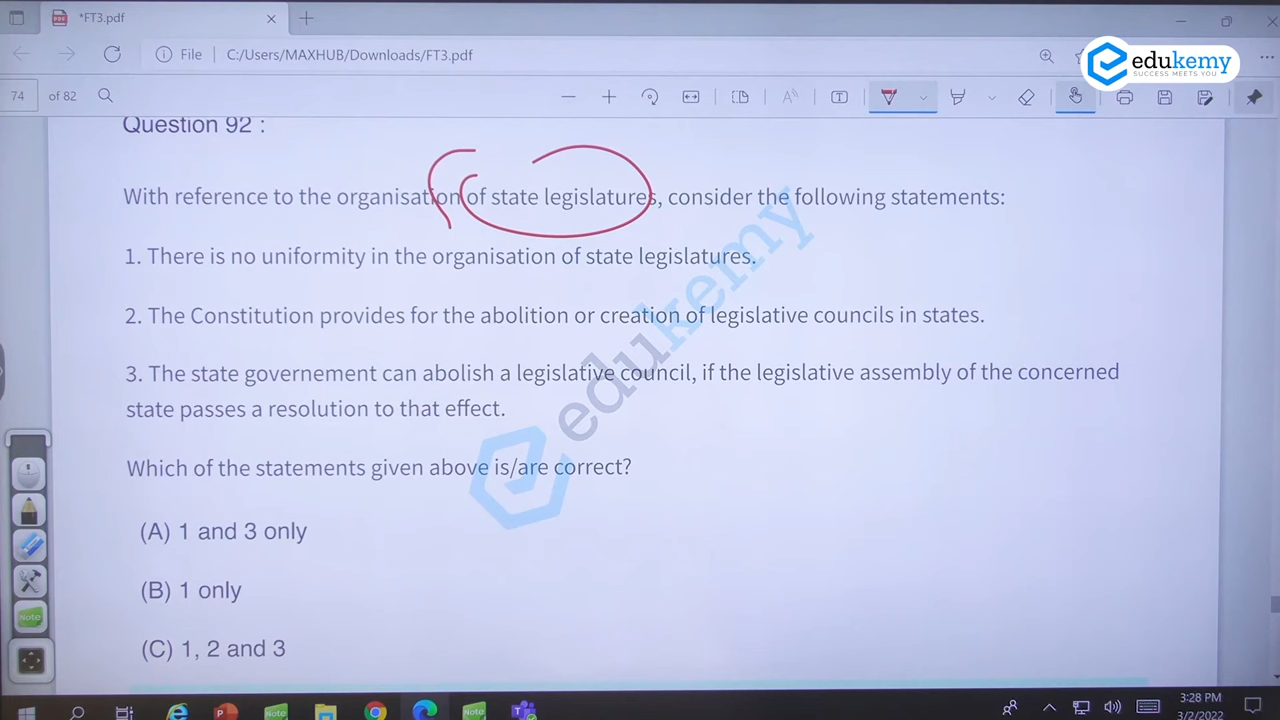 *FT3.pdf
File
C:/Users/MAXHUB/Downloads/FT3.pdf
edukemy
SUCCESS MEETS YOU
74 of 82
Question 92 :
With reference to the organisation of state legislatures, consider the following statements:
1. There is no uniformity in the organisation of state legislatures.
2. The Constitution provides for the abolition or creation of legislative councils in states.
3. The state governement can abolish a legislative council, if the legislative assembly of the concerned
state passes a resolution to that effect.
edukemy
Which of the statements given above is/are correct?
(A) 1 and 3 only
(B) 1 only
(C) 1, 2 and 3
Note
Note
Note
3:28 PM
3/2/2022